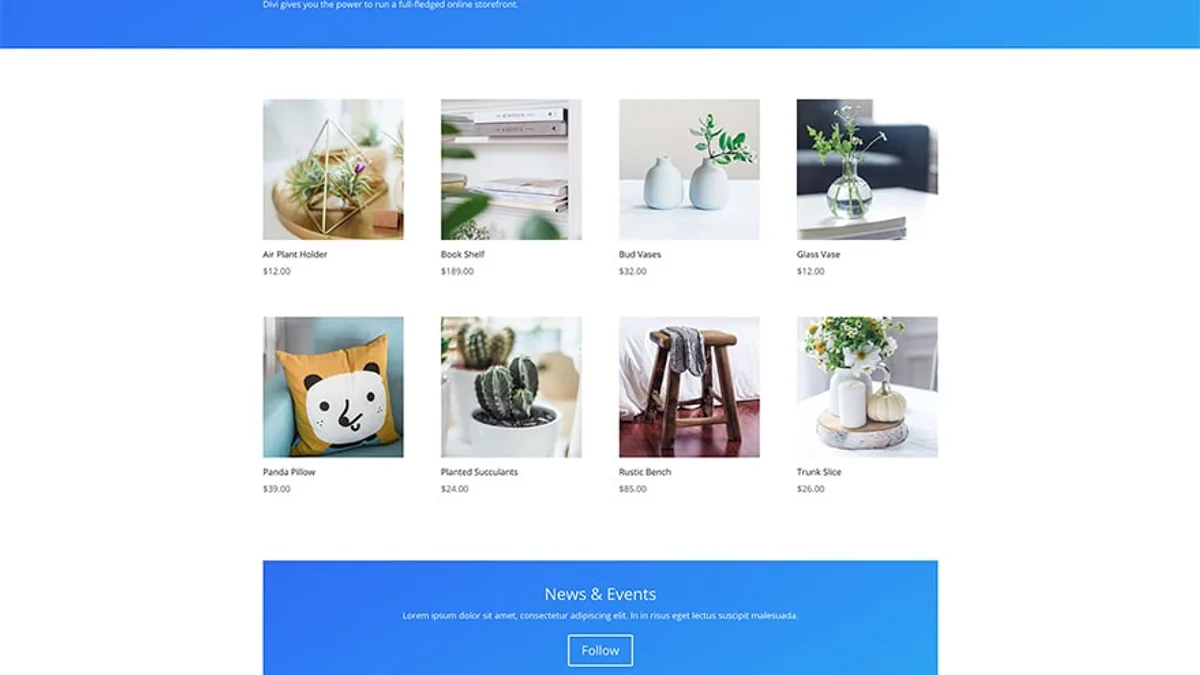 Divi gives you the power to run a full-fledged online storefront.
Air Plant Holder
$12.00
Book Shelf
$189.00
Bud Vases
$32.00
Glass Vase
$12.00
Panda Pillow
$39.00
Planted Succulants
$24.00
Rustic Bench
$85.00
Trunk Slice
$26.00
News & Events
Lorem ipsum dolor sit amet, consectetur adipiscing elit. In in risus eget lectus suscipit malesuada.
Follow